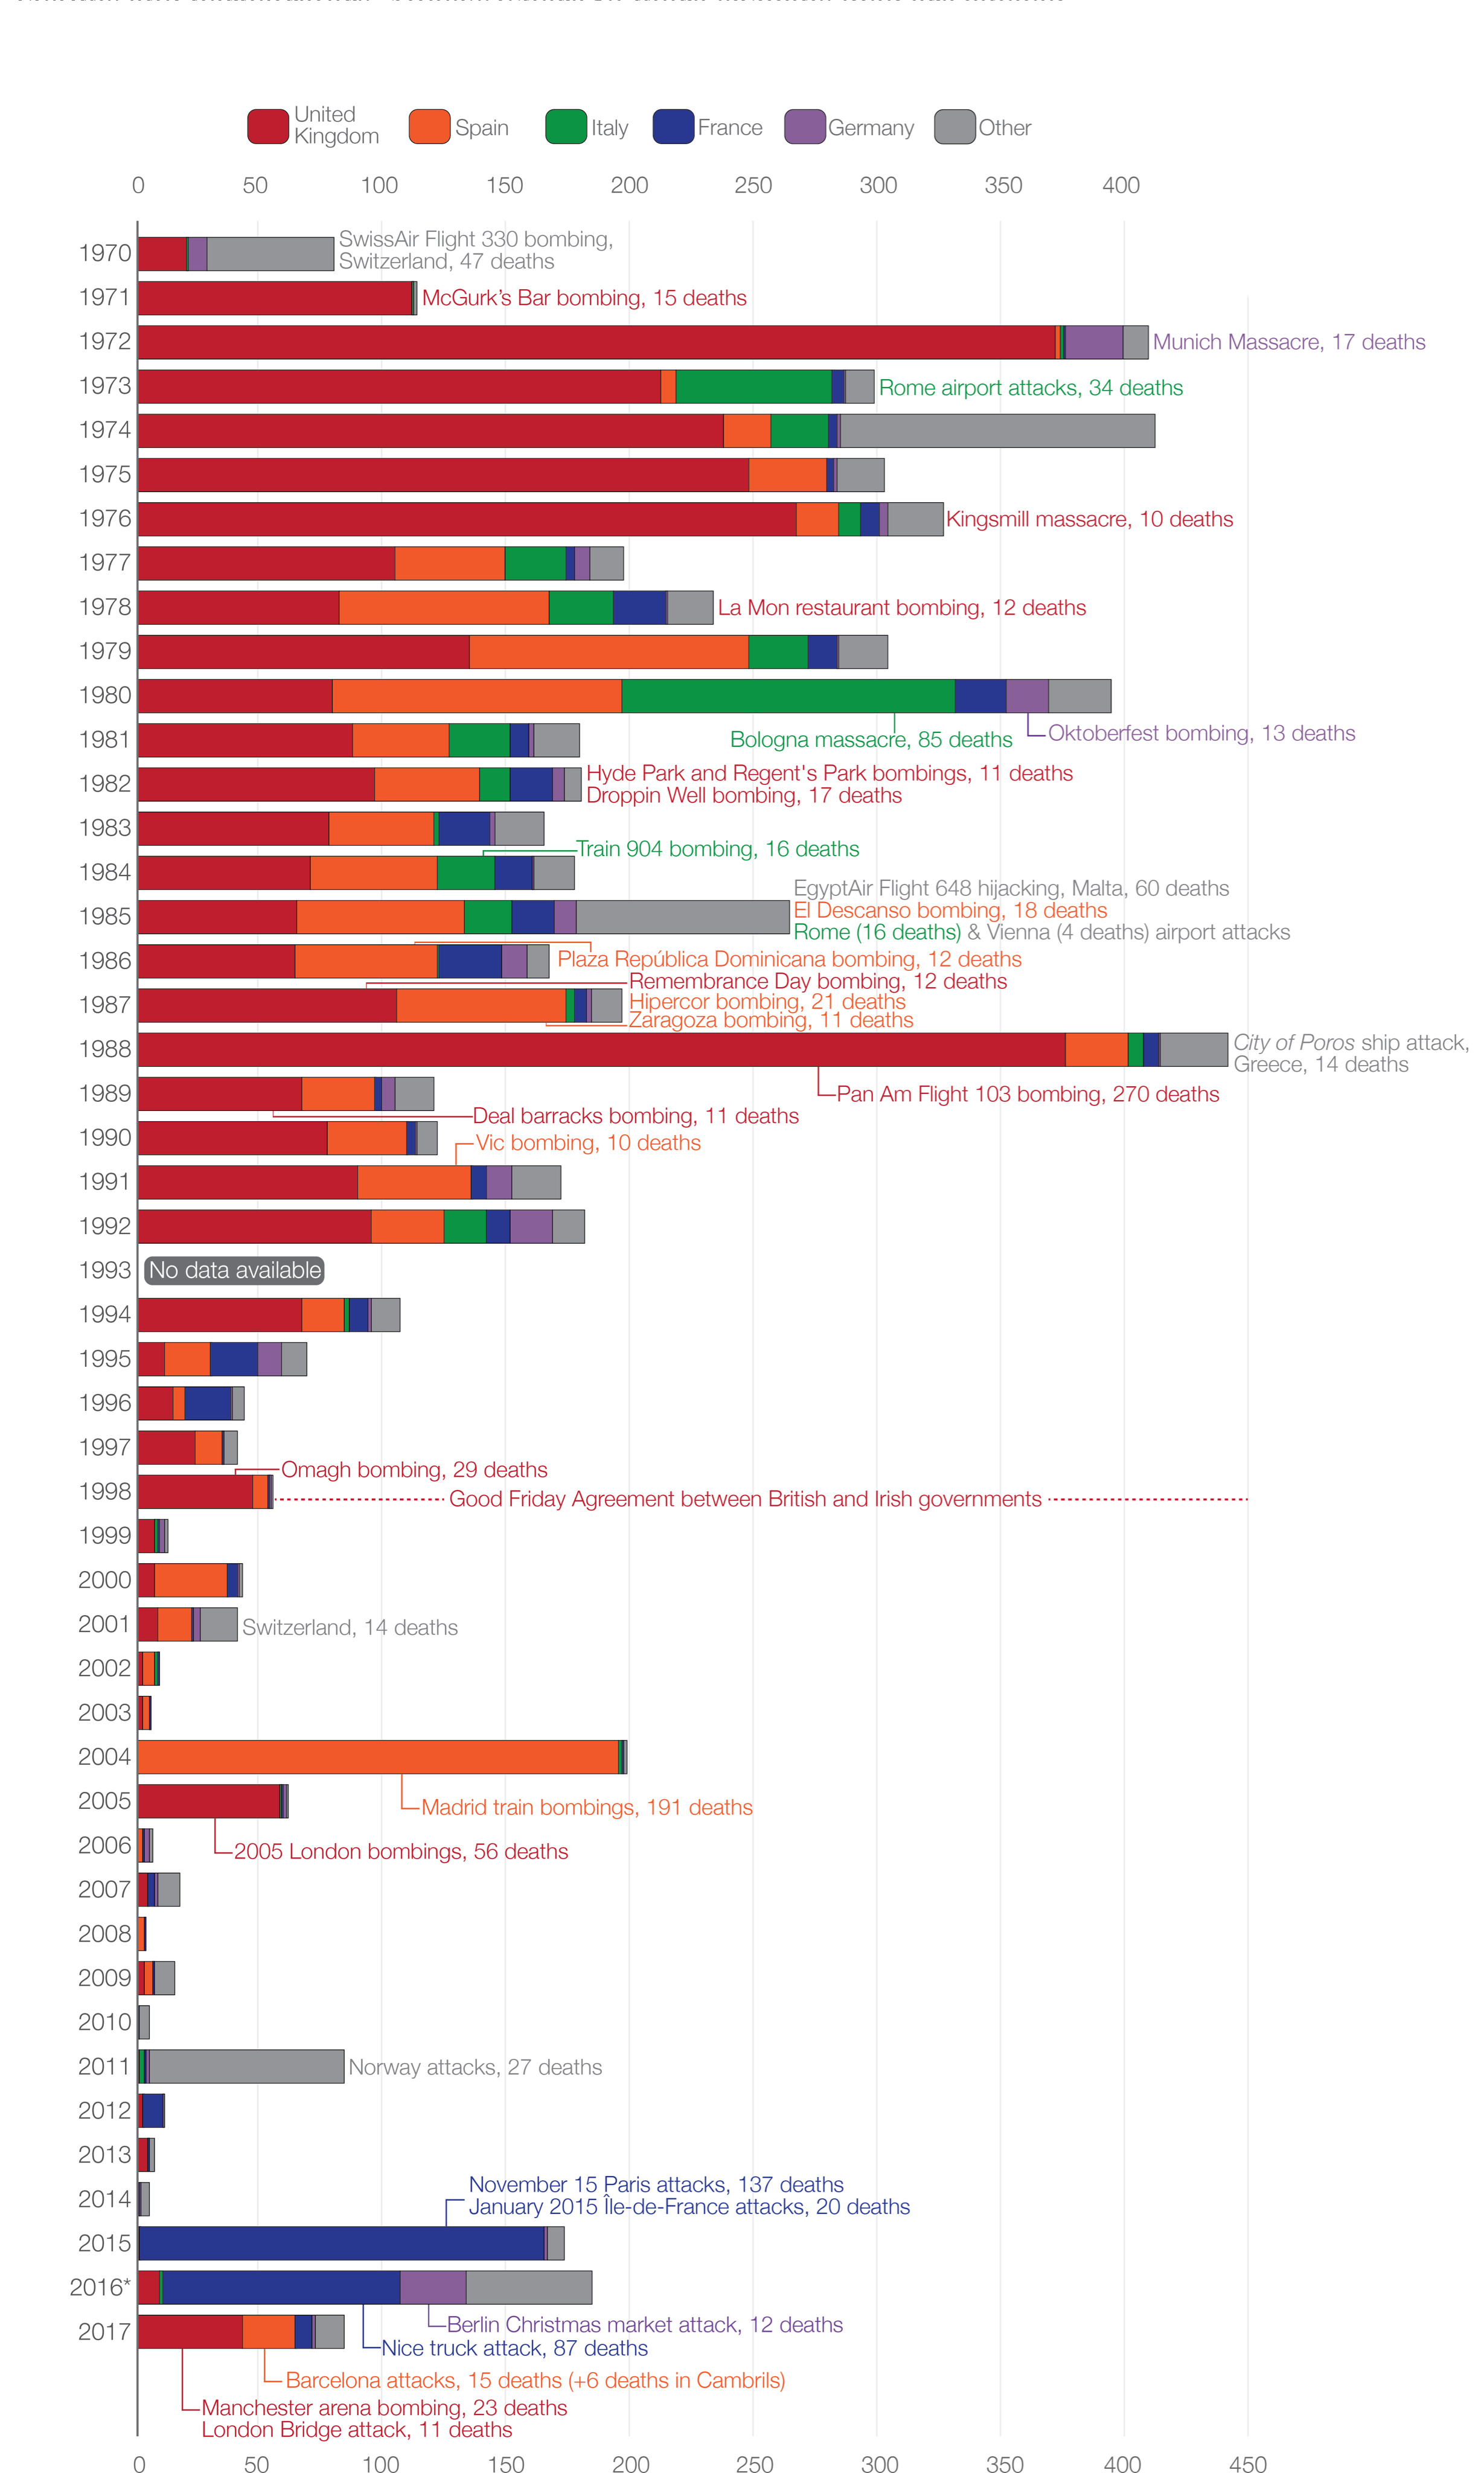 United
Kingdom
Spain
Italy
France
Germany
Other
0 50 100 150 200 250 300 350 400
1970
SwissAir Flight 330 bombing,
Switzerland, 47 deaths
1971
McGurk’s Bar bombing, 15 deaths
1972
Munich Massacre, 17 deaths
1973
Rome airport attacks, 34 deaths
1974
1975
1976
Kingsmill massacre, 10 deaths
1977
1978
La Mon restaurant bombing, 12 deaths
1979
1980
Oktoberfest bombing, 13 deaths
Bologna massacre, 85 deaths
1981
1982
Hyde Park and Regent's Park bombings, 11 deaths
Droppin Well bombing, 17 deaths
1983
Train 904 bombing, 16 deaths
1984
1985
EgyptAir Flight 648 hijacking, Malta, 60 deaths
El Descanso bombing, 18 deaths
Rome (16 deaths) & Vienna (4 deaths) airport attacks
1986
Plaza República Dominicana bombing, 12 deaths
Remembrance Day bombing, 12 deaths
1987
Hipercor bombing, 21 deaths
Zaragoza bombing, 11 deaths
1988
City of Poros ship attack,
Greece, 14 deaths
Pan Am Flight 103 bombing, 270 deaths
1989
Deal barracks bombing, 11 deaths
1990
Vic bombing, 10 deaths
1991
1992
1993
No data available
1994
1995
1996
1997
Omagh bombing, 29 deaths
1998
Good Friday Agreement between British and Irish governments
1999
2000
2001
Switzerland, 14 deaths
2002
2003
2004
Madrid train bombings, 191 deaths
2005
2005 London bombings, 56 deaths
2006
2007
2008
2009
2010
2011
Norway attacks, 27 deaths
2012
2013
2014
November 15 Paris attacks, 137 deaths
January 2015 Île-de-France attacks, 20 deaths
2015
2016*
Berlin Christmas market attack, 12 deaths
2017
Nice truck attack, 87 deaths
Barcelona attacks, 15 deaths (+6 deaths in Cambrils)
Manchester arena bombing, 23 deaths
London Bridge attack, 11 deaths
0 50 100 150 200 250 300 350 400 450